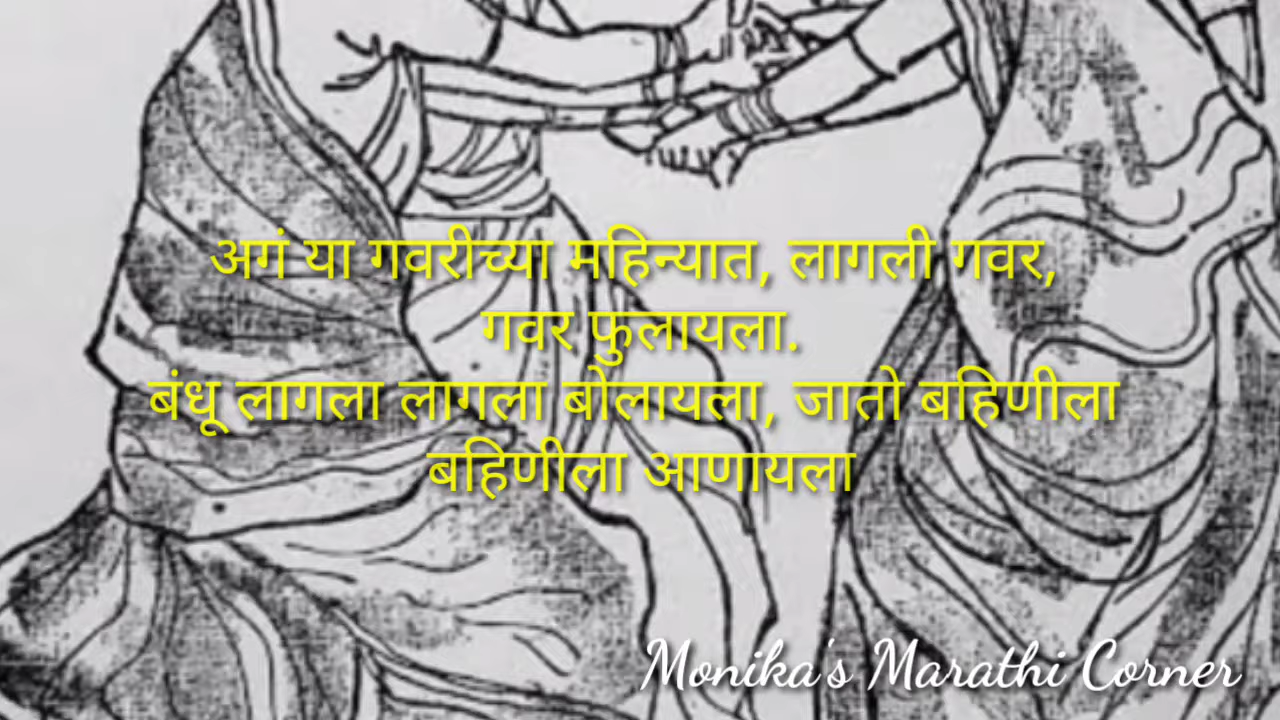 अगं या गवरीच्या महिन्यात, लागली गवर,
गवर फुलायला.
बंधू लागला लागला बोलायला, जातो बहिणीला
बहिणीला आणायला
Monika's Marathi Corner